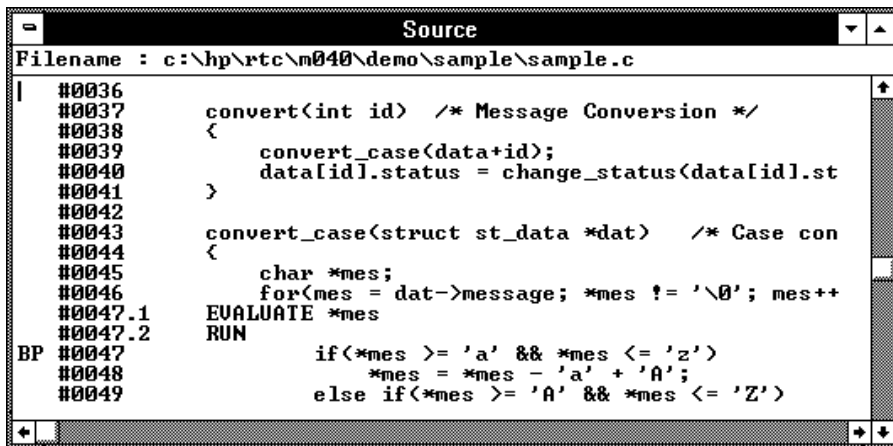 Source
Filename : c:\hp\rtc\m040\demo\sample\sample.c
#0036
#0037 convert(int id) /* Message Conversion */
#0038 {
#0039 convert_case(data+id);
#0040 data[id].status = change_status(data[id].st
#0041 }
#0042
#0043 convert_case(struct st_data *dat) /* Case con
#0044 {
#0045 char *mes;
#0046 for(mes = dat->message; *mes != '\0'; mes++
#0047.1 EVALUATE *mes
#0047.2 RUN
BP #0047 if(*mes >= 'a' && *mes <= 'z')
#0048 *mes = *mes - 'a' + 'A';
#0049 else if(*mes >= 'A' && *mes <= 'Z')